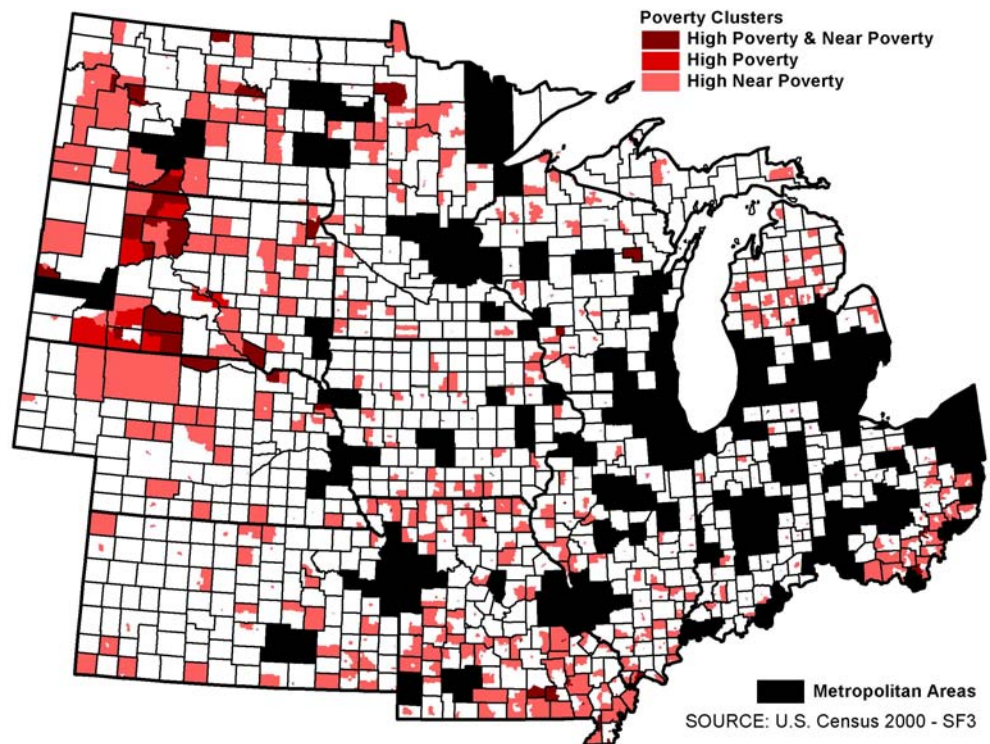 Poverty Clusters
High Poverty & Near Poverty
High Poverty
High Near Poverty
Metropolitan Areas
SOURCE: U.S. Census 2000 - SF3